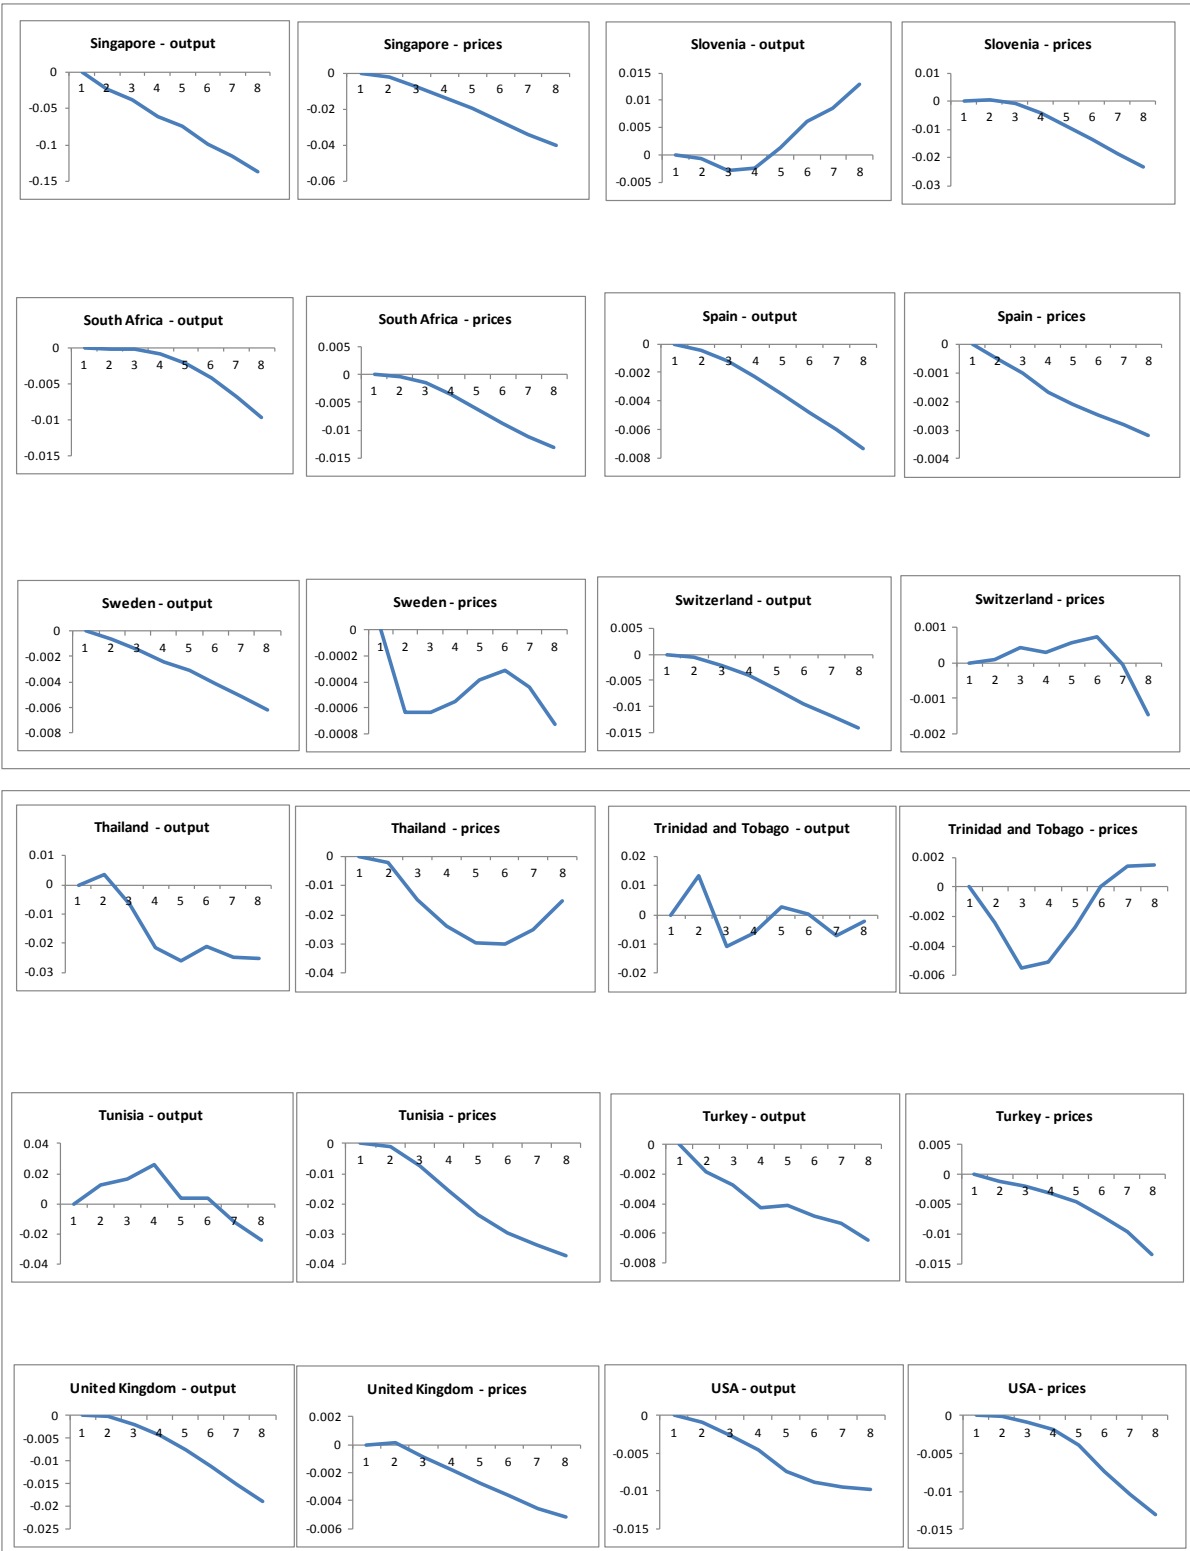 Singapore - output
0
-0.05
-0.1
-0.15
1 2 3 4 5 6 7 8
Singapore - prices
0
-0.02
-0.04
-0.06
1 2 3 4 5 6 7 8
Slovenia - output
0.015
0.01
0.005
0
-0.005
1 2 3 4 5 6 7 8
Slovenia - prices
0.01
0
-0.01
-0.02
-0.03
1 2 3 4 5 6 7 8
South Africa - output
0
-0.005
-0.01
-0.015
1 2 3 4 5 6 7 8
South Africa - prices
0.005
0
-0.005
-0.01
-0.015
1 2 3 4 5 6 7 8
Spain - output
0
-0.002
-0.004
-0.006
-0.008
1 2 3 4 5 6 7 8
Spain - prices
0
-0.001
-0.002
-0.003
-0.004
1 2 3 4 5 6 7 8
Sweden - output
0
-0.002
-0.004
-0.006
-0.008
1 2 3 4 5 6 7 8
Sweden - prices
0
-0.0002
-0.0004
-0.0006
-0.0008
1 2 3 4 5 6 7 8
Switzerland - output
0.005
0
-0.005
-0.01
-0.015
1 2 3 4 5 6 7 8
Switzerland - prices
0.001
0
-0.001
-0.002
1 2 3 4 5 6 7 8
Thailand - output
0.01
0
-0.01
-0.02
-0.03
1 2 3 4 5 6 7 8
Thailand - prices
0
-0.01
-0.02
-0.03
-0.04
1 2 3 4 5 6 7 8
Trinidad and Tobago - output
0.02
0.01
0
-0.01
-0.02
1 2 3 4 5 6 7 8
Trinidad and Tobago - prices
0.002
0
-0.002
-0.004
-0.006
1 2 3 4 5 6 7 8
Tunisia - output
0.04
0.02
0
-0.02
-0.04
1 2 3 4 5 6 7 8
Tunisia - prices
0
-0.01
-0.02
-0.03
-0.04
1 2 3 4 5 6 7 8
Turkey - output
0
-0.002
-0.004
-0.006
-0.008
1 2 3 4 5 6 7 8
Turkey - prices
0.005
0
-0.005
-0.01
-0.015
1 2 3 4 5 6 7 8
United Kingdom - output
0
-0.005
-0.01
-0.015
-0.02
-0.025
1 2 3 4 5 6 7 8
United Kingdom - prices
0.002
0
-0.002
-0.004
-0.006
1 2 3 4 5 6 7 8
USA - output
0
-0.005
-0.01
-0.015
1 2 3 4 5 6 7 8
USA - prices
0
-0.005
-0.01
-0.015
1 2 3 4 5 6 7 8